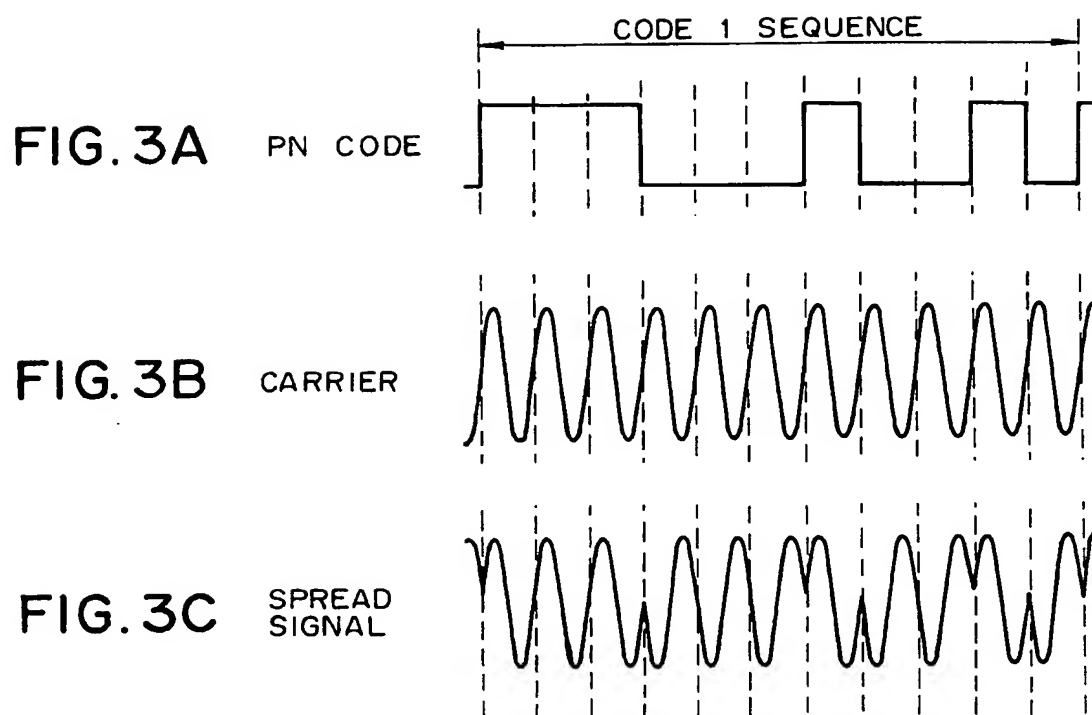 CODE 1 SEQUENCE
FIG. 3A PN CODE
FIG. 3B CARRIER
FIG. 3C SPREAD
SIGNAL